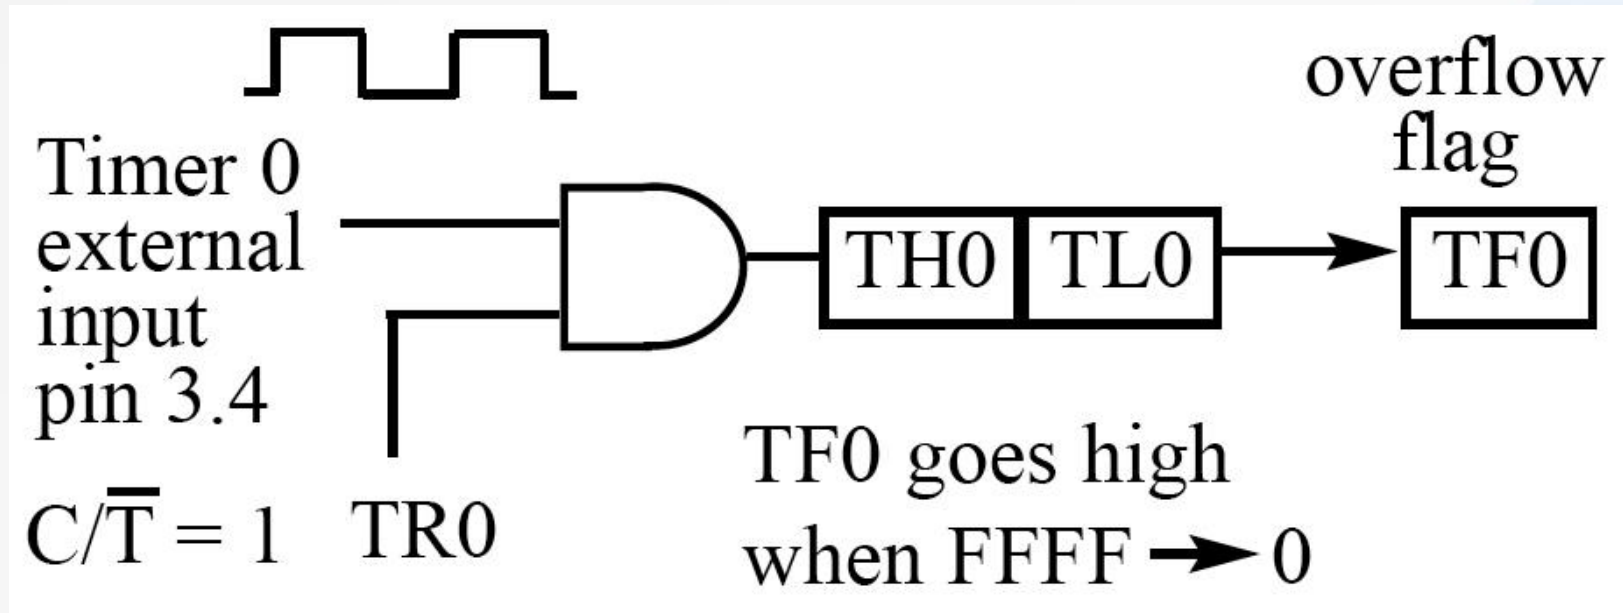 Timer 0
external
input
pin 3.4
C/T̅ = 1
TR0
TH0
TL0
overflow
flag
TF0
TF0 goes high
when FFFF → 0